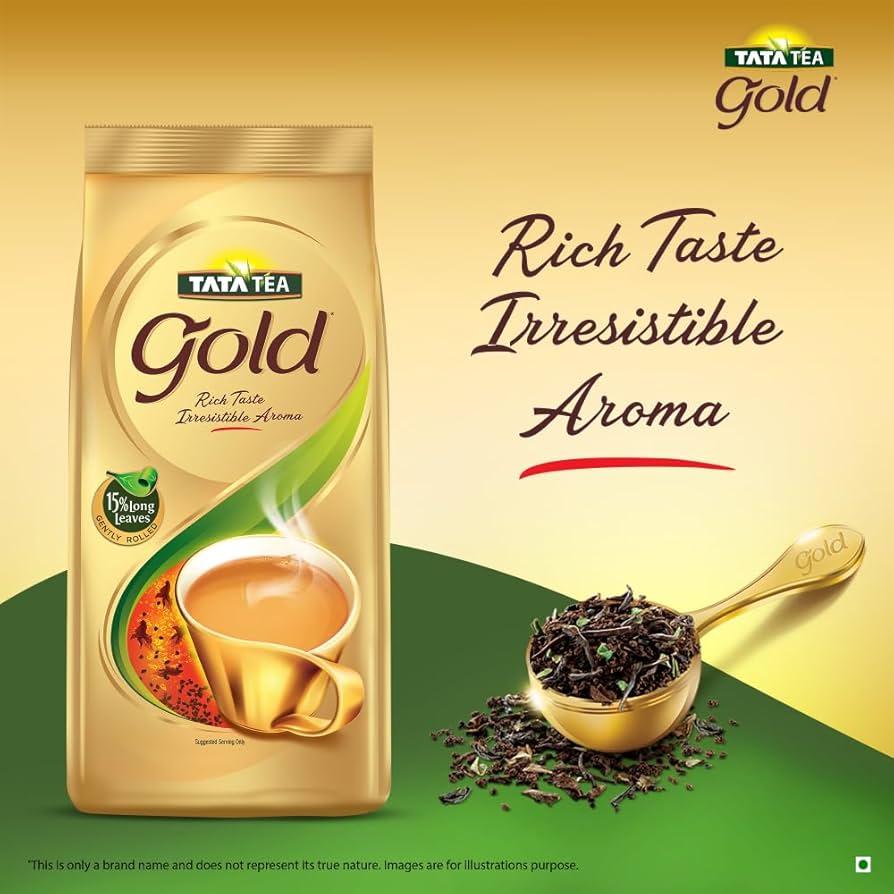 TATA TEA
gold
Rich Taste
Irresistible
Aroma
TATA TEA
gold
Rich Taste
Irresistible Aroma
15% Long
Leaves
GENTLY ROLLED
Suggested Serving Only
gold
*This is only a brand name and does not represent its true nature. Images are for illustrations purpose.